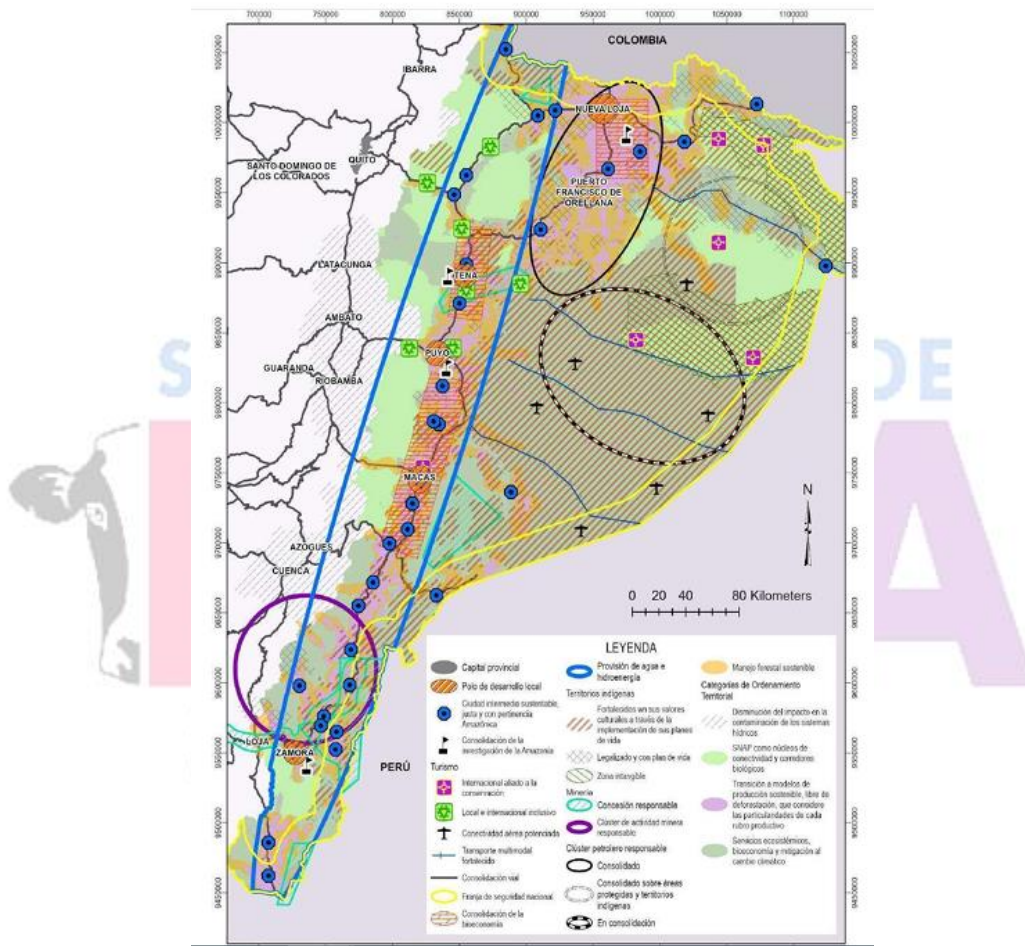 700000 750000 800000 850000 900000 950000 1000000 1050000 1100000
COLOMBIA
IBARRA
NUEVA LOJA
QUITO
SANTO DOMINGO DE
LOS COLORADOS
PUERTO
FRANCISCO DE
ORELLANA
LATACUNGA
TENA
AMBATO
PUYO
GUARANDA
RIOBAMBA
S
DE
MACAS
N
AZOGUES
CUENCA
0 20 40 80 Kilometers
A
LOJA
ZAMORA
PERÚ
LEYENDA
Capital provincial
Polo de desarrollo local
Ciudad intermedia sustentable,
justa y con pertinencia
Amazónica
Consolidación de la
investigación de la Amazonia
Turismo
Internacional aliado a la
conservación
Local e internacional inclusivo
Conectividad aérea potenciada
Transporte multimodal
fortalecido
Consolidación vial
Franja de seguridad nacional
Consolidación de la
bioeconomía
Provisión de agua e
hidroenergía
Territorios indígenas
Fortalecidos en sus valores
culturales a través de la
implementación de sus planes
de vida
Legalizado y con plan de vida
Zona intangible
Minería
Concesión responsable
Clúster de actividad minera
responsable
Clúster petrolero responsable
Consolidado
Consolidado sobre áreas
protegidas y territorios
indígenas
En consolidación
Manejo forestal sostenible
Categorías de Ordenamiento
Territorial
Disminución del impacto en la
contaminación de los sistemas
hídricos
SNAP como núcleos de
conectividad y corredores
biológicos
Transición a modelos de
producción sostenible, libre de
deforestación, que considere
las particularidades de cada
rubro productivo
Servicios ecosistémicos,
bioeconomía y mitigación al
cambio climático